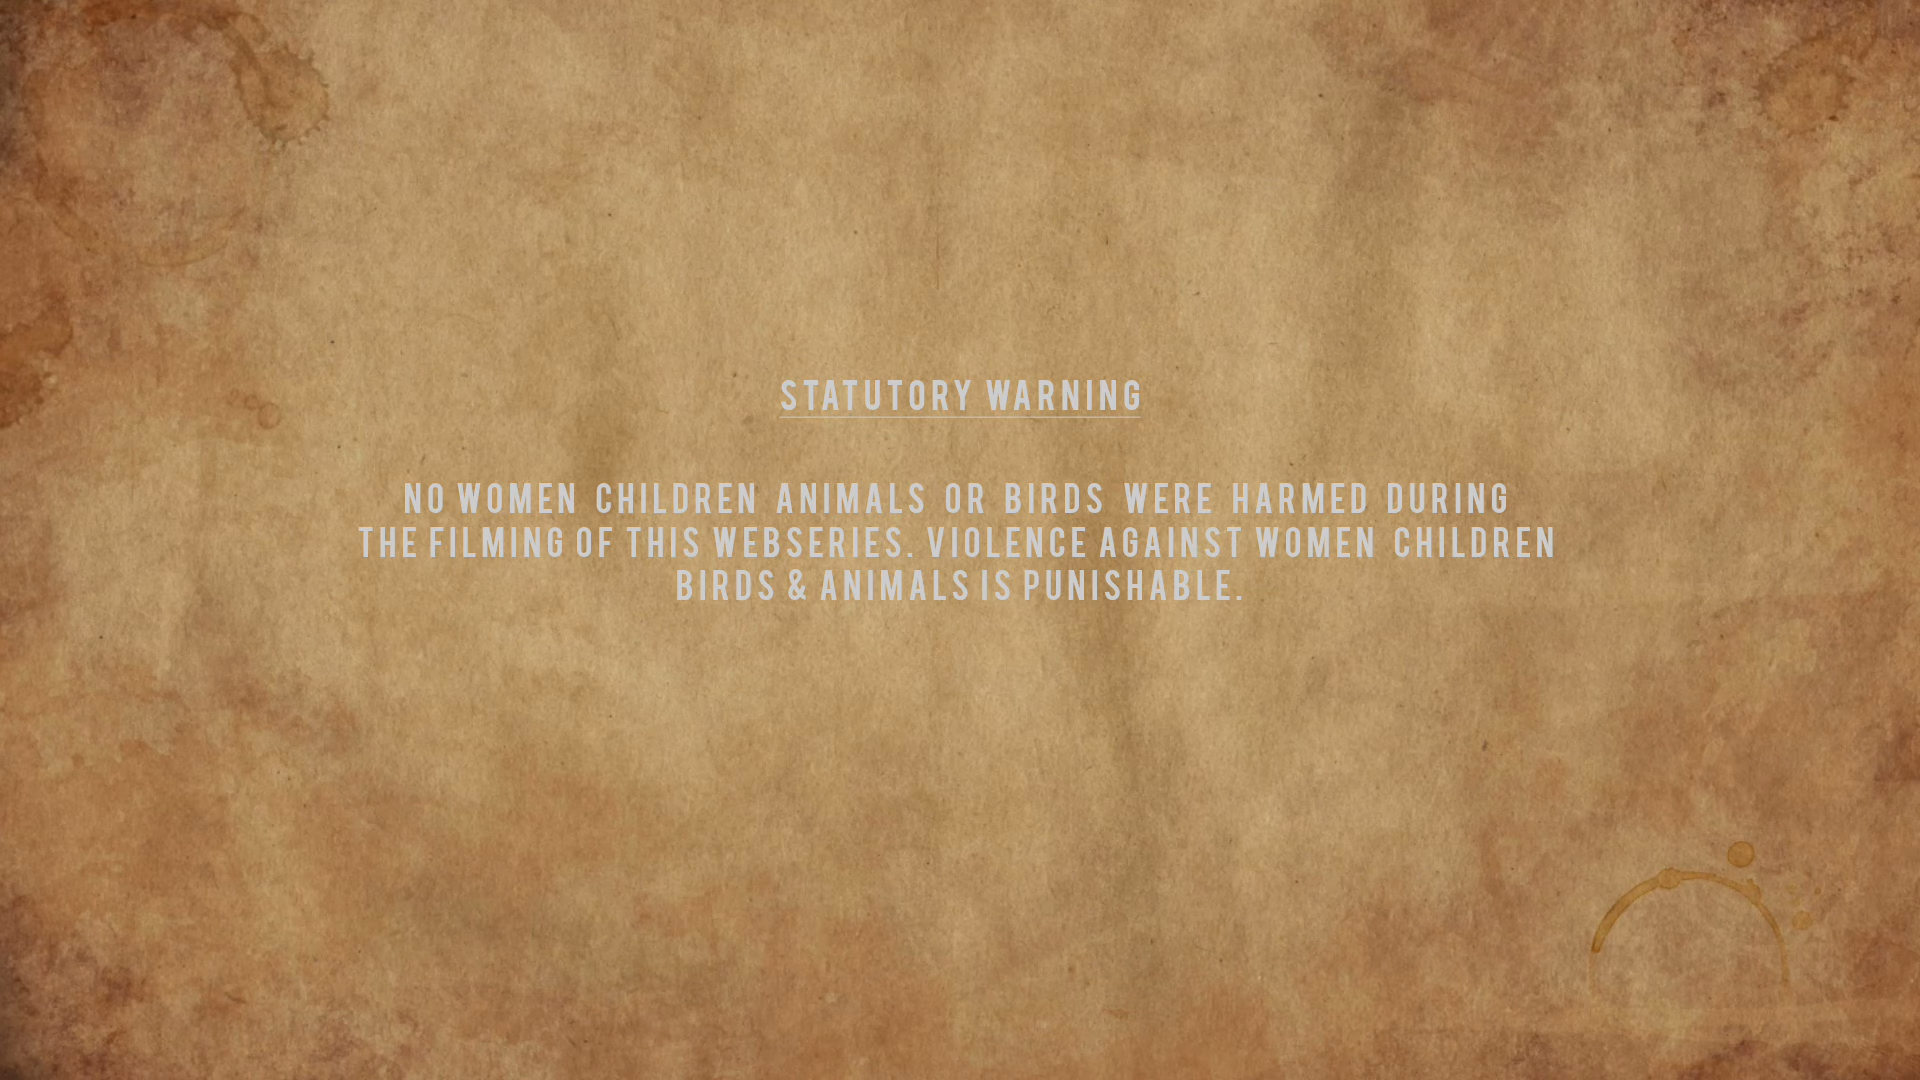 STATUTORY WARNING
NO WOMEN CHILDREN ANIMALS OR BIRDS WERE HARMED DURING
THE FILMING OF THIS WEBSERIES. VIOLENCE AGAINST WOMEN CHILDREN
BIRDS & ANIMALS IS PUNISHABLE.